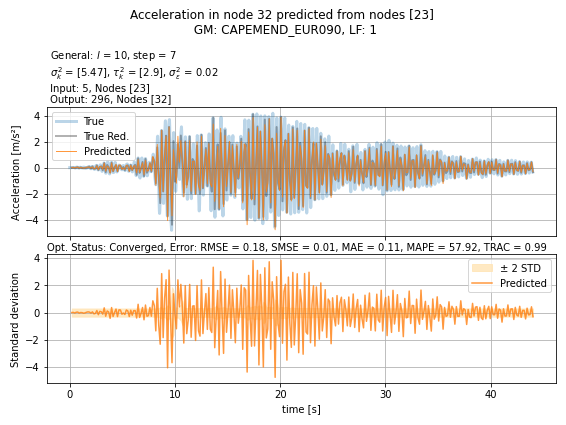 Acceleration in node 32 predicted from nodes [23]
GM: CAPEMEND_EUR090, LF: 1
General: l = 10, step = 7
σ²ₖ = [5.47], τ²ₖ = [2.9], σ²ε = 0.02
Input: 5, Nodes [23]
Output: 296, Nodes [32]
Acceleration [m/s²]
4
2
0
−2
−4
True
True Red.
Predicted
Opt. Status: Converged, Error: RMSE = 0.18, SMSE = 0.01, MAE = 0.11, MAPE = 57.92, TRAC = 0.99
Standard deviation
4
2
0
−2
−4
± 2 STD
Predicted
0 10 20 30 40
time [s]